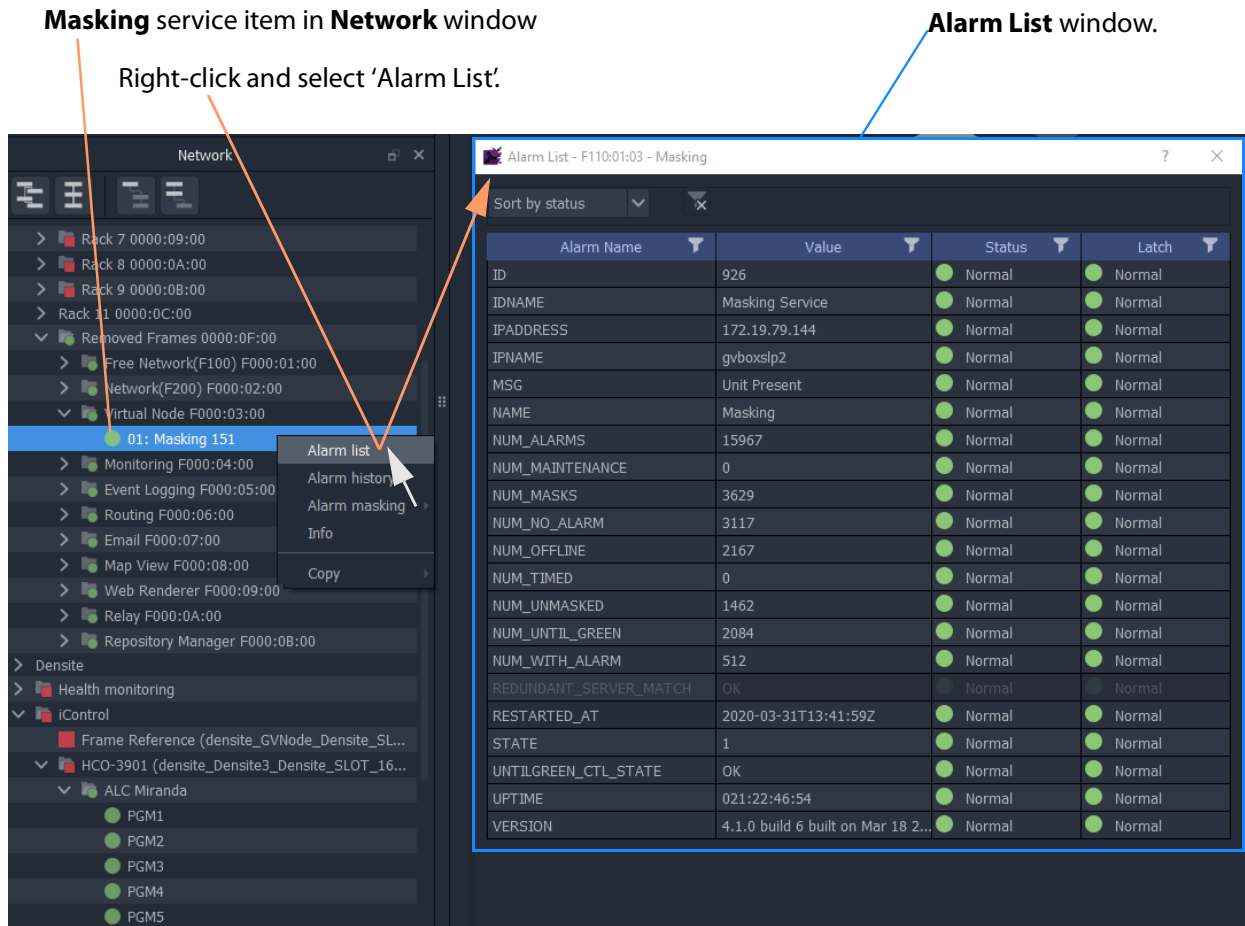 Masking service item in Network window
Alarm List window.
Right-click and select ‘Alarm List’.
Network
Rack 7 0000:09:00
Rack 8 0000:0A:00
Rack 9 0000:0B:00
Rack 11 0000:0C:00
Removed Frames 0000:0F:00
Free Network(F100) F000:01:00
Network(F200) F000:02:00
Virtual Node F000:03:00
01: Masking 151
Monitoring F000:04:00
Event Logging F000:05:00
Routing F000:06:00
Email F000:07:00
Map View F000:08:00
Web Renderer F000:09:00
Relay F000:0A:00
Repository Manager F000:0B:00
Densite
Health monitoring
iControl
Frame Reference (densite_GVNode_Densite_SL...
HCO-3901 (densite_Densite3_Densite_SLOT_16...
ALC Miranda
PGM1
PGM2
PGM3
PGM4
PGM5
Alarm list
Alarm history
Alarm masking
Info
Copy
Alarm List - F110:01:03 - Masking
Sort by status
Alarm Name Value Status Latch
ID 926 Normal Normal
IDNAME Masking Service Normal Normal
IPADDRESS 172.19.79.144 Normal Normal
IPNAME gvboxslp2 Normal Normal
MSG Unit Present Normal Normal
NAME Masking Normal Normal
NUM_ALARMS 15967 Normal Normal
NUM_MAINTENANCE 0 Normal Normal
NUM_MASKS 3629 Normal Normal
NUM_NO_ALARM 3117 Normal Normal
NUM_OFFLINE 2167 Normal Normal
NUM_TIMED 0 Normal Normal
NUM_UNMASKED 1462 Normal Normal
NUM_UNTIL_GREEN 2084 Normal Normal
NUM_WITH_ALARM 512 Normal Normal
REDUNDANT_SERVER_MATCH OK Normal Normal
RESTARTED_AT 2020-03-31T13:41:59Z Normal Normal
STATE 1 Normal Normal
UNTILGREEN_CTL_STATE OK Normal Normal
UPTIME 021:22:46:54 Normal Normal
VERSION 4.1.0 build 6 built on Mar 18 2... Normal Normal